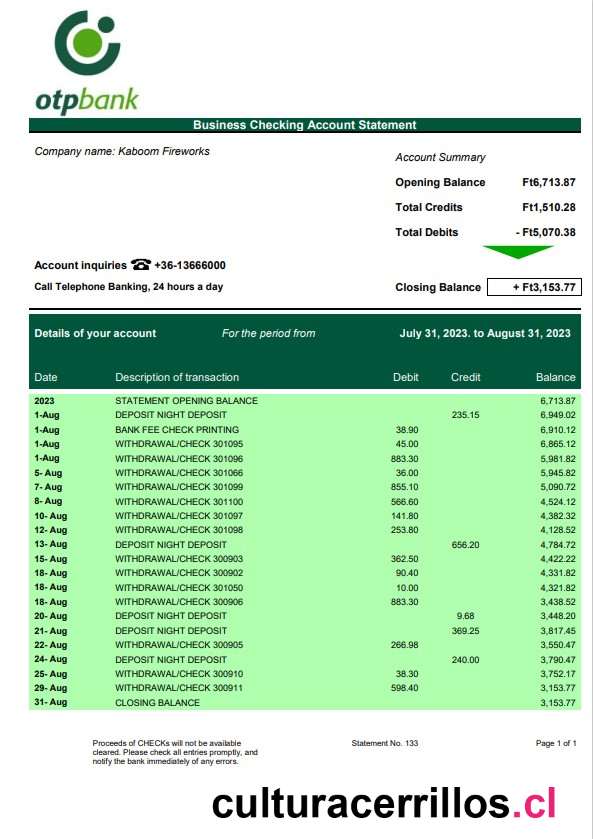 otpbank
Business Checking Account Statement
Company name: Kaboom Fireworks
Account Summary
Opening Balance Ft6,713.87
Total Credits Ft1,510.28
Total Debits - Ft5,070.38
Account inquiries ☎ +36-13666000
Call Telephone Banking, 24 hours a day
Closing Balance + Ft3,153.77
Details of your account For the period from July 31, 2023. to August 31, 2023
Date Description of transaction Debit Credit Balance
2023 STATEMENT OPENING BALANCE 6,713.87
1-Aug DEPOSIT NIGHT DEPOSIT 235.15 6,949.02
1-Aug BANK FEE CHECK PRINTING 38.90 6,910.12
1-Aug WITHDRAWAL/CHECK 301095 45.00 6,865.12
1-Aug WITHDRAWAL/CHECK 301096 883.30 5,981.82
5- Aug WITHDRAWAL/CHECK 301066 36.00 5,945.82
7- Aug WITHDRAWAL/CHECK 301099 855.10 5,090.72
8- Aug WITHDRAWAL/CHECK 301100 566.60 4,524.12
10- Aug WITHDRAWAL/CHECK 301097 141.80 4,382.32
12- Aug WITHDRAWAL/CHECK 301098 253.80 4,128.52
13- Aug DEPOSIT NIGHT DEPOSIT 656.20 4,784.72
15- Aug WITHDRAWAL/CHECK 300903 362.50 4,422.22
18- Aug WITHDRAWAL/CHECK 300902 90.40 4,331.82
18- Aug WITHDRAWAL/CHECK 301050 10.00 4,321.82
18- Aug WITHDRAWAL/CHECK 300906 883.30 3,438.52
20- Aug DEPOSIT NIGHT DEPOSIT 9.68 3,448.20
21- Aug DEPOSIT NIGHT DEPOSIT 369.25 3,817.45
22- Aug WITHDRAWAL/CHECK 300905 266.98 3,550.47
24- Aug DEPOSIT NIGHT DEPOSIT 240.00 3,790.47
25- Aug WITHDRAWAL/CHECK 300910 38.30 3,752.17
29- Aug WITHDRAWAL/CHECK 300911 598.40 3,153.77
31- Aug CLOSING BALANCE 3,153.77
Proceeds of CHECKs will not be available
cleared. Please check all entries promptly, and
notify the bank immediately of any errors.
Statement No. 133
Page 1 of 1
culturacerrillos.cl